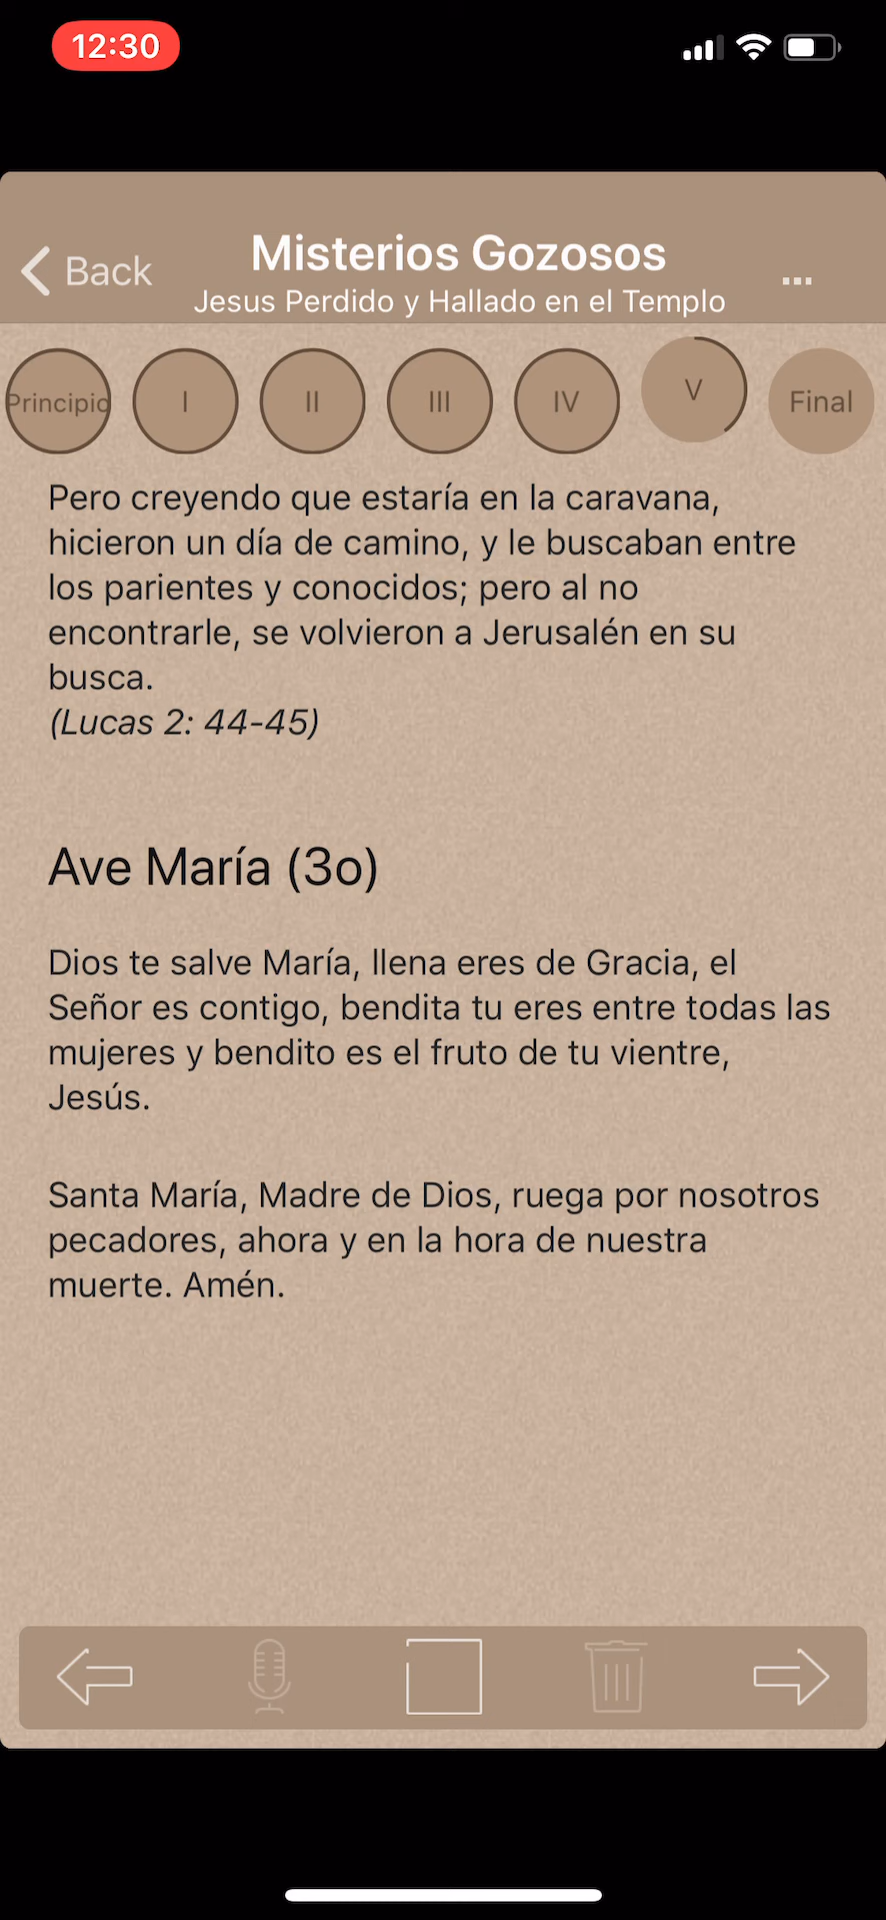 12:30
Back
Misterios Gozosos
...
Jesus Perdido y Hallado en el Templo
Principio
I
II
III
IV
V
Final
Pero creyendo que estaría en la caravana,
hicieron un día de camino, y le buscaban entre
los parientes y conocidos; pero al no
encontrarle, se volvieron a Jerusalén en su
busca.
(Lucas 2: 44-45)
Ave María (3o)
Dios te salve María, llena eres de Gracia, el
Señor es contigo, bendita tu eres entre todas las
mujeres y bendito es el fruto de tu vientre,
Jesús.
Santa María, Madre de Dios, ruega por nosotros
pecadores, ahora y en la hora de nuestra
muerte. Amén.